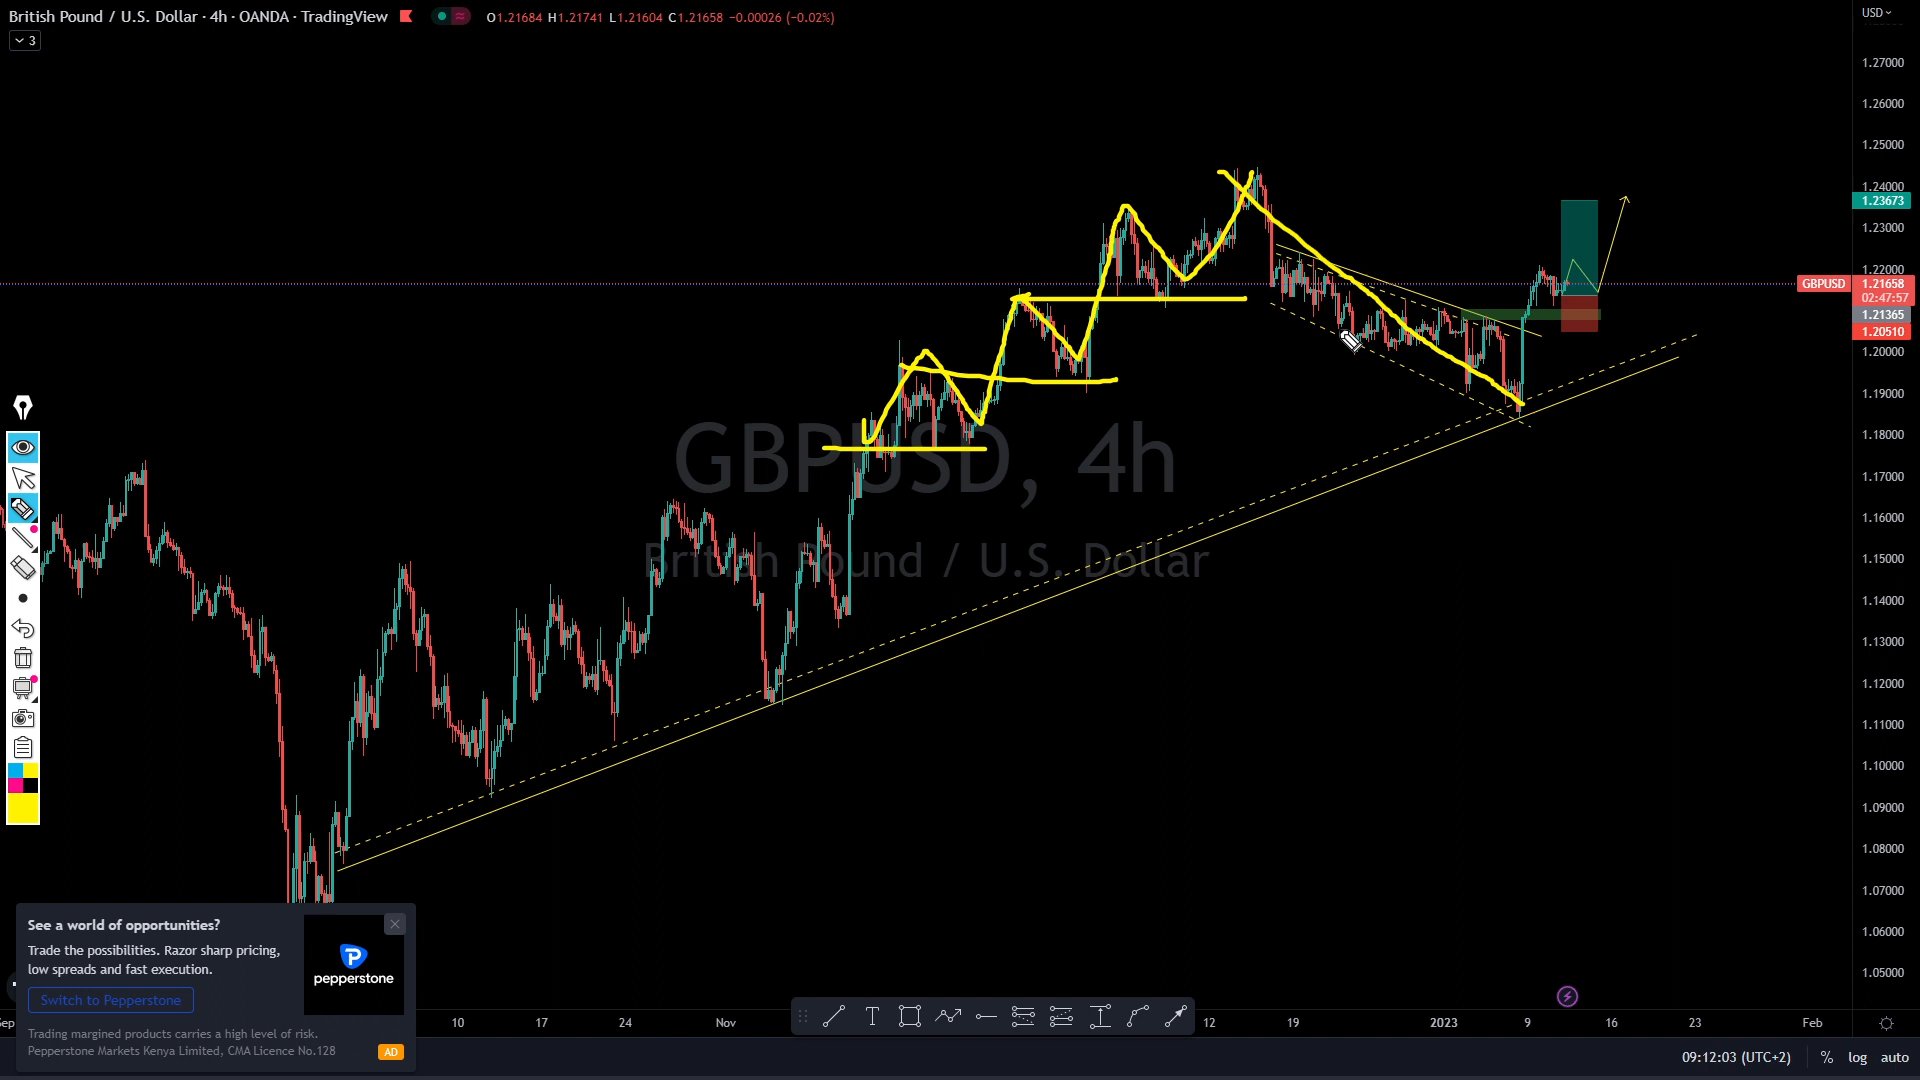 British Pound / U.S. Dollar · 4h · OANDA · TradingView O1.21684 H1.21741 L1.21604 C1.21658 −0.00026 (−0.02%)
3
USD
1.27000
1.26000
1.25000
1.24000
1.23673
1.23000
1.22000
GBPUSD 1.21658
02:47:57
1.21365
1.20510
1.20000
1.19000
1.18000
1.17000
1.16000
1.15000
1.14000
1.13000
1.12000
1.11000
1.10000
1.09000
1.08000
1.07000
1.06000
1.05000
GBPUSD, 4h
British Pound / U.S. Dollar
See a world of opportunities?
Trade the possibilities. Razor sharp pricing,
low spreads and fast execution.
pepperstone
Switch to Pepperstone
Trading margined products carries a high level of risk.
Pepperstone Markets Kenya Limited, CMA Licence No.128
AD
Sep 10 17 24 Nov 12 19 2023 9 16 23 Feb
09:12:03 (UTC+2) % log auto